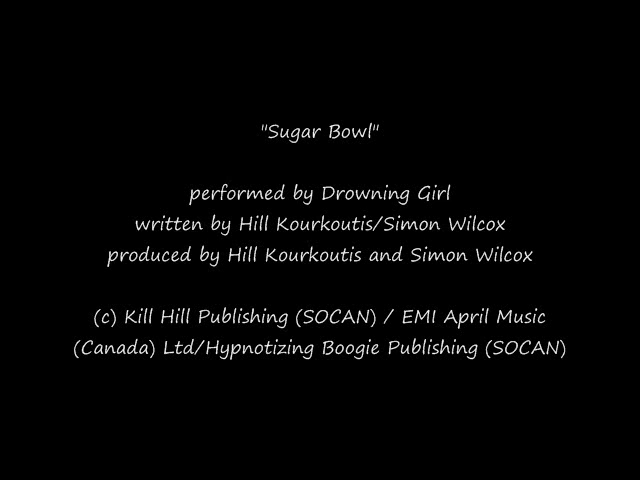 "Sugar Bowl"
performed by Drowning Girl
written by Hill Kourkoutis/Simon Wilcox
produced by Hill Kourkoutis and Simon Wilcox
(c) Kill Hill Publishing (SOCAN) / EMI April Music
(Canada) Ltd/Hypnotizing Boogie Publishing (SOCAN)